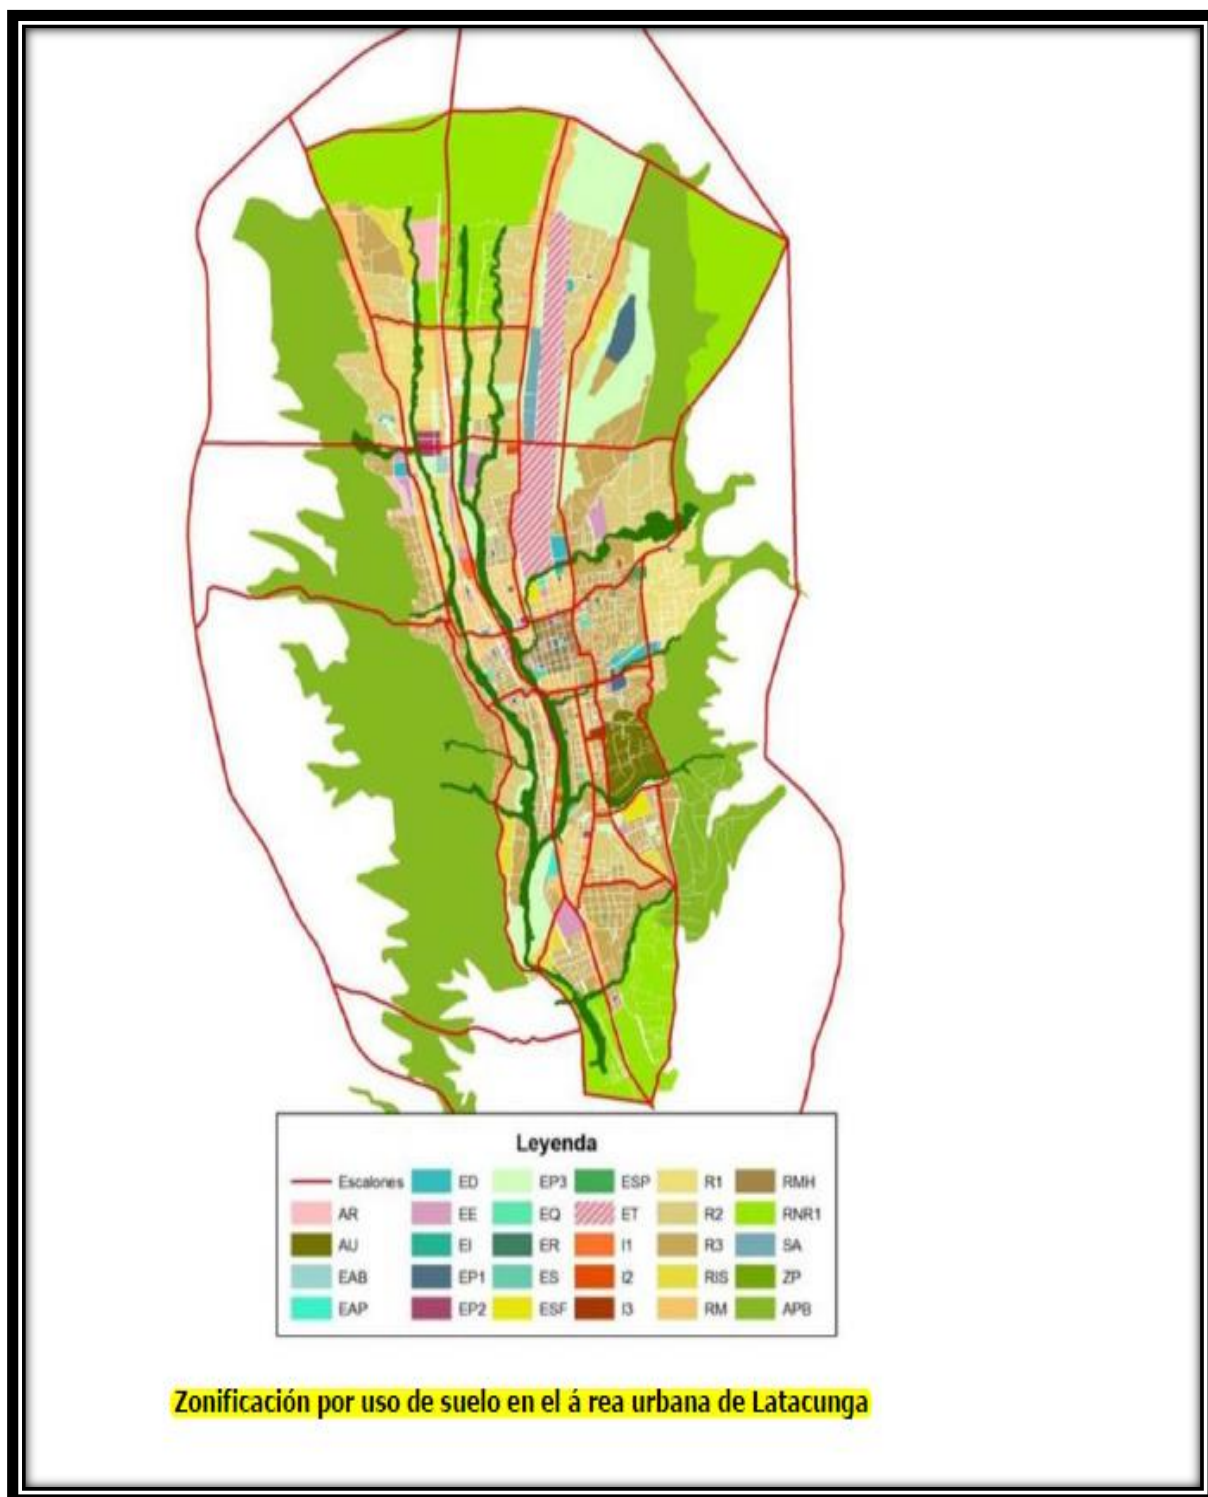 Leyenda
Escalones ED EP3 ESP R1 RMH
AR EE EQ ET R2 RNR1
AU EI ER I1 R3 SA
EAB EP1 ES I2 RIS ZP
EAP EP2 ESF I3 RM APB
Zonificación por uso de suelo en el á rea urbana de Latacunga